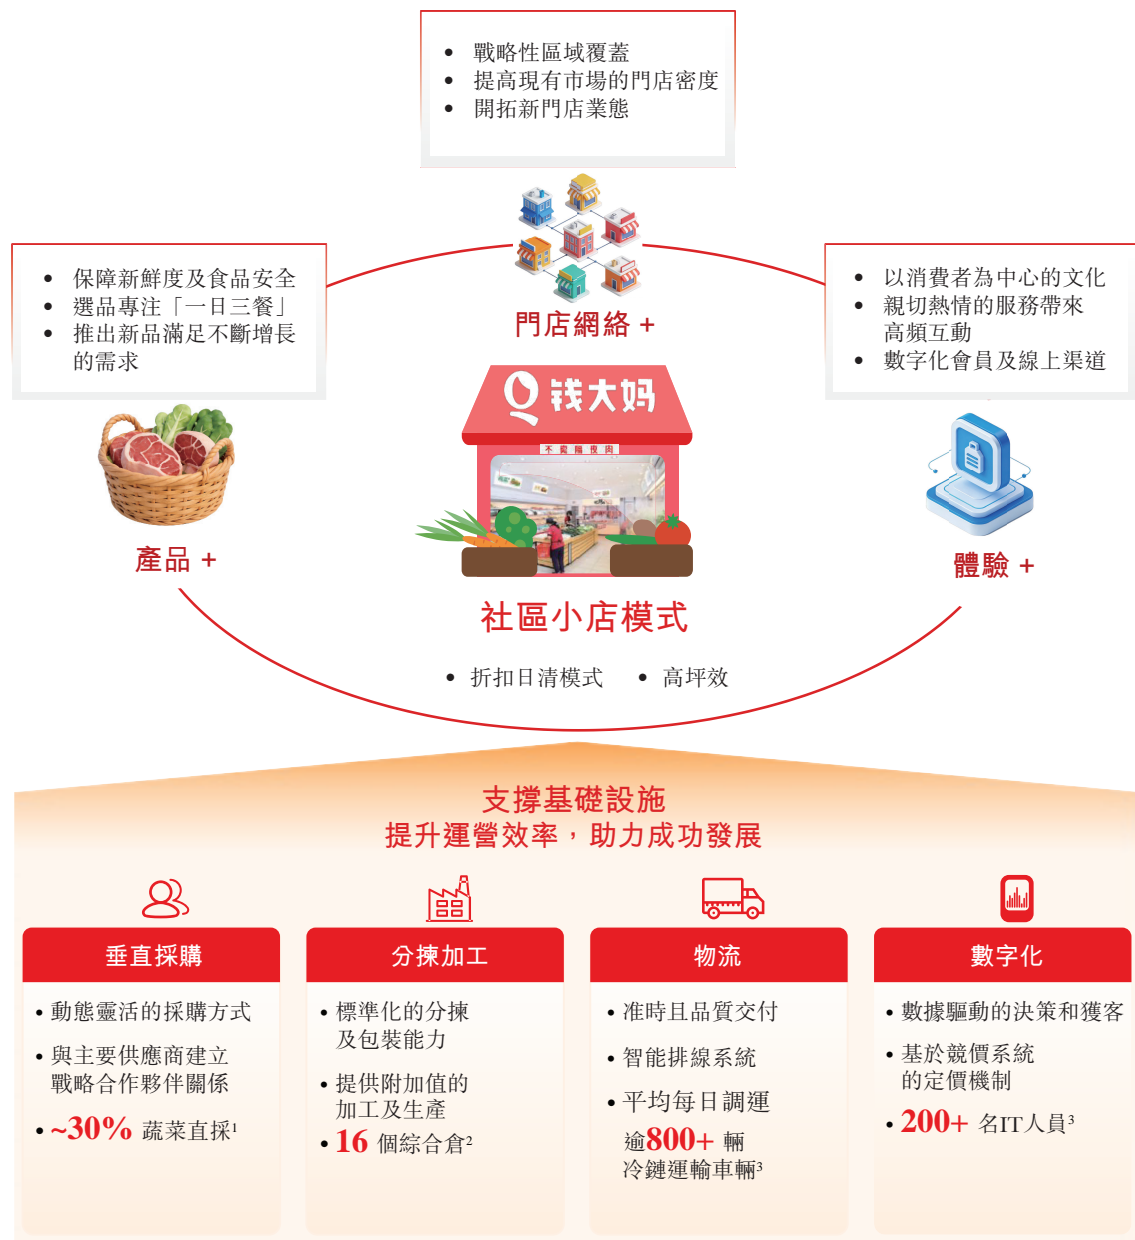 • 戰略性區域覆蓋
• 提高現有市場的門店密度
• 開拓新門店業態
• 保障新鮮度及食品安全
• 選品專注「一日三餐」
• 推出新品滿足不斷增長
的需求
門店網絡 +
• 以消費者為中心的文化
• 親切熱情的服務帶來
高頻互動
• 數字化會員及線上渠道
钱大妈
不卖隔夜肉
產品 +
體驗 +
社區小店模式
• 折扣日清模式 • 高坪效
支撐基礎設施
提升運營效率，助力成功發展
垂直採購
• 動態靈活的採購方式
• 與主要供應商建立
戰略合作夥伴關係
• ~30% 蔬菜直採¹
分揀加工
• 標準化的分揀
及包裝能力
• 提供附加值的
加工及生產
• 16 個綜合倉²
物流
• 准時且品質交付
• 智能排線系統
• 平均每日調運
逾800+ 輛
冷鏈運輸車輛³
數字化
• 數據驅動的決策和獲客
• 基於競價系統
的定價機制
• 200+ 名IT人員³